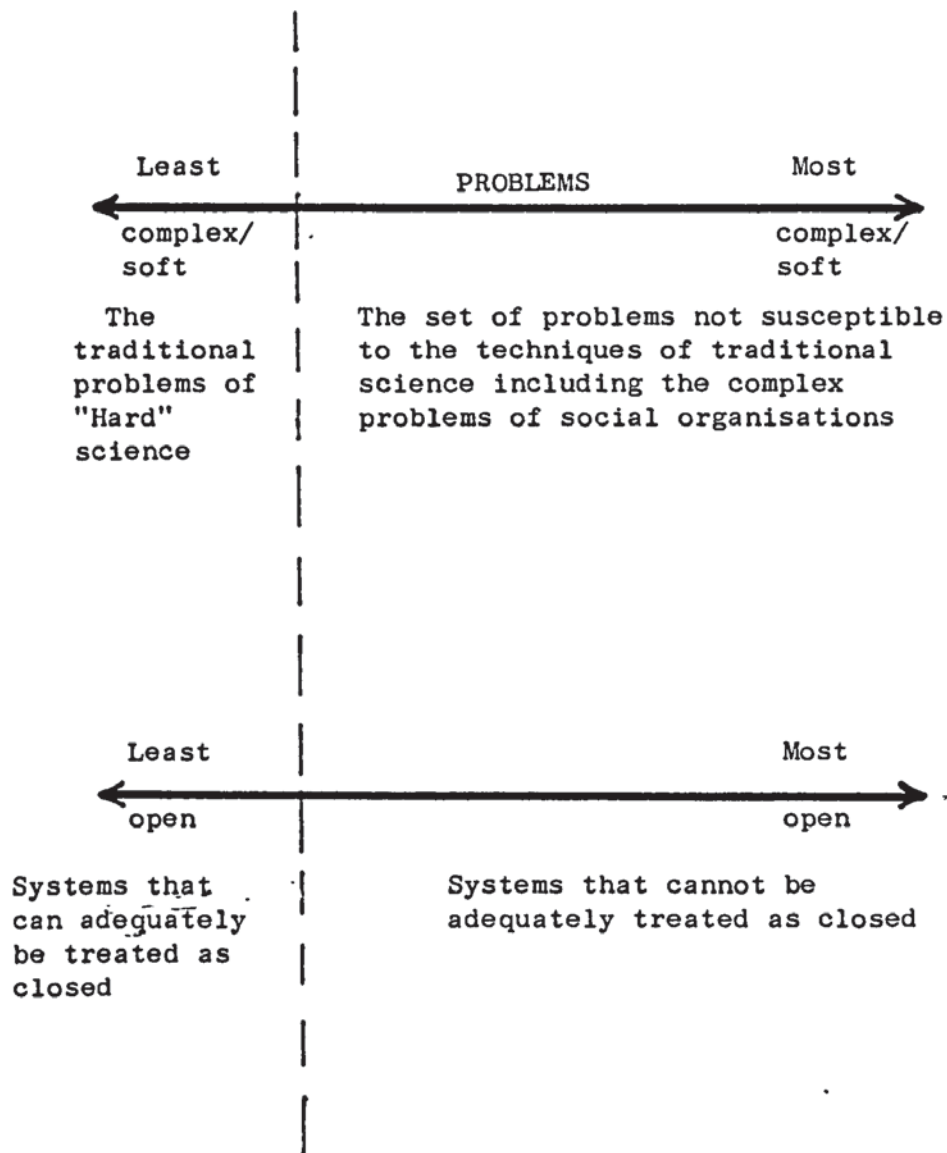 Least
PROBLEMS
Most
complex/
soft
complex/
soft
The
traditional
problems of
"Hard"
science
The set of problems not susceptible
to the techniques of traditional
science including the complex
problems of social organisations
Least
Most
open
open
Systems that
can adequately
be treated as
closed
Systems that cannot be
adequately treated as closed